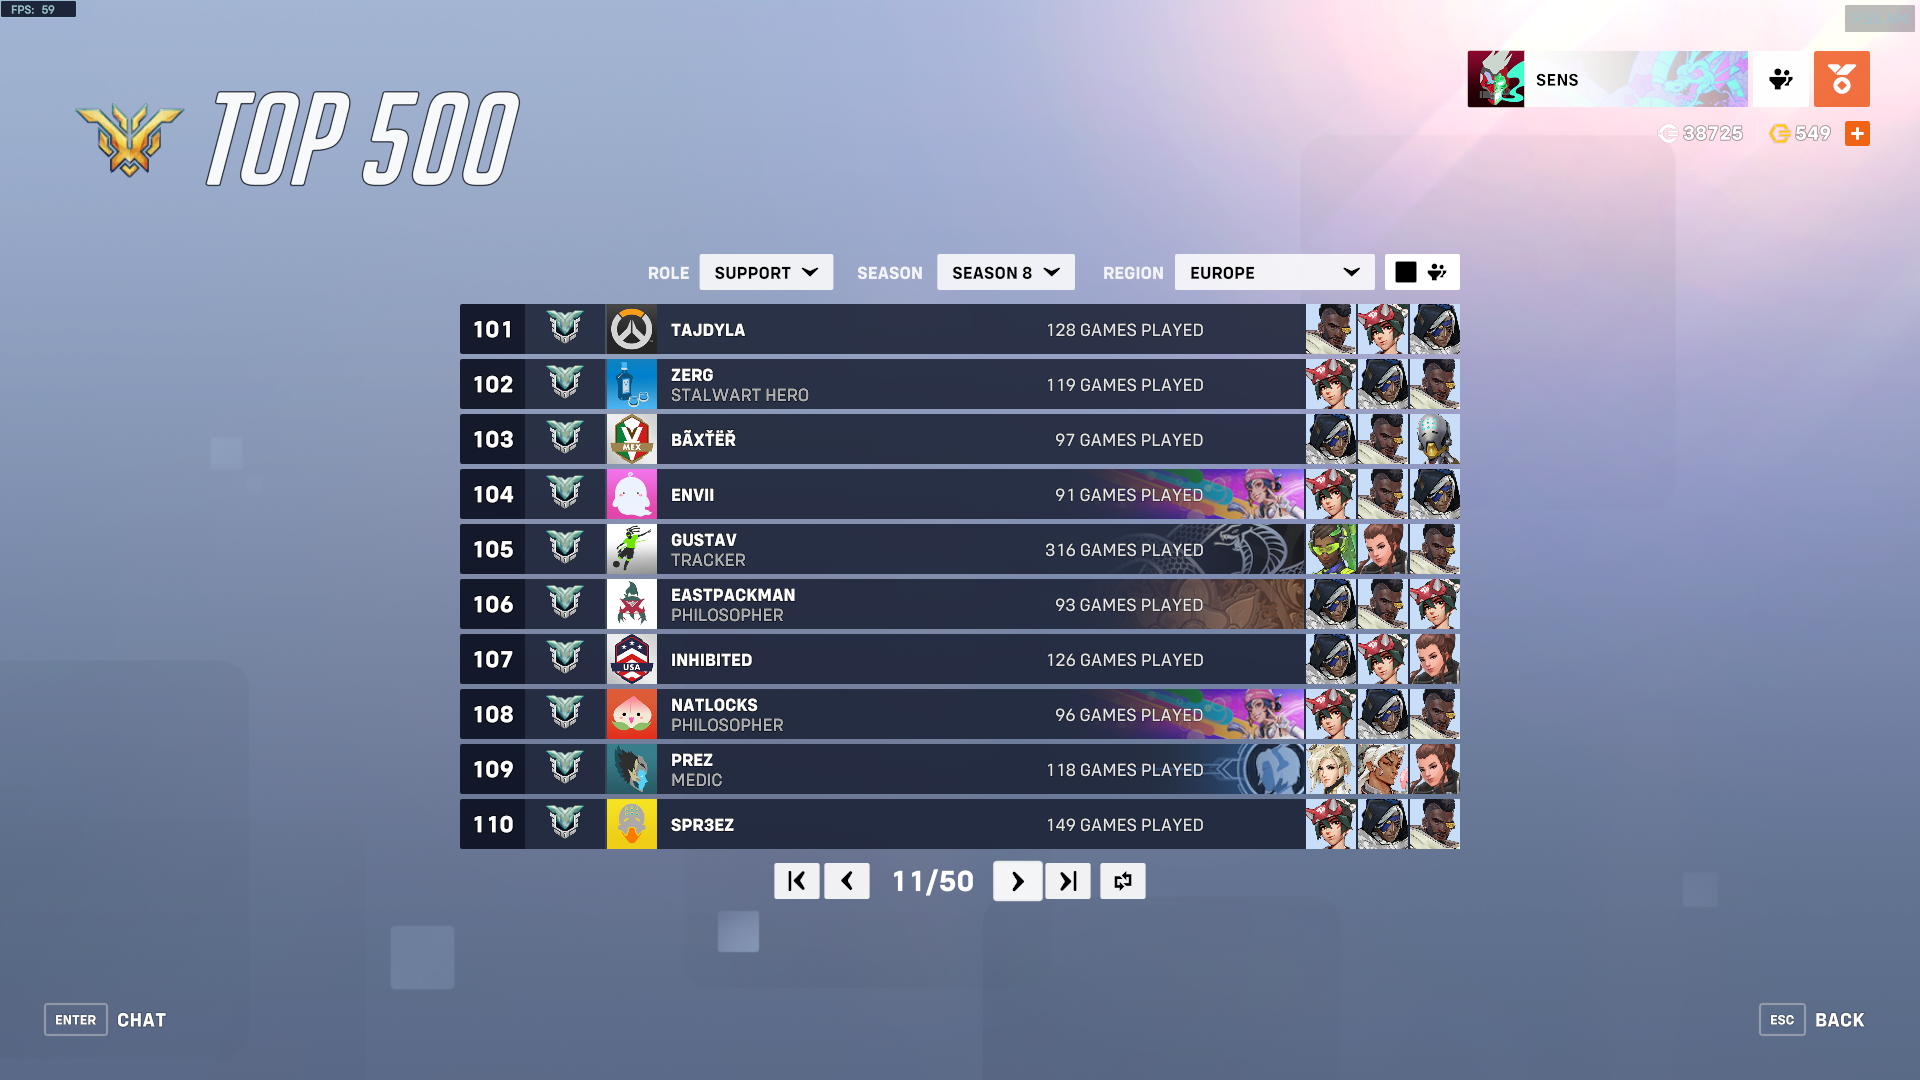 FPS: 59
TOP 500
SENS
38725
549
ROLE SUPPORT SEASON SEASON 8 REGION EUROPE
101 TAJDYLA 128 GAMES PLAYED
102 ZERG 119 GAMES PLAYED
STALWART HERO
103 BÃXŤËŘ 97 GAMES PLAYED
MEX
104 ENVII 91 GAMES PLAYED
105 GUSTAV 316 GAMES PLAYED
TRACKER
106 EASTPACKMAN 93 GAMES PLAYED
PHILOSOPHER
107 INHIBITED 126 GAMES PLAYED
USA
108 NATLOCKS 96 GAMES PLAYED
PHILOSOPHER
109 PREZ 118 GAMES PLAYED
MEDIC
110 SPR3EZ 149 GAMES PLAYED
11/50
ENTER CHAT
ESC BACK